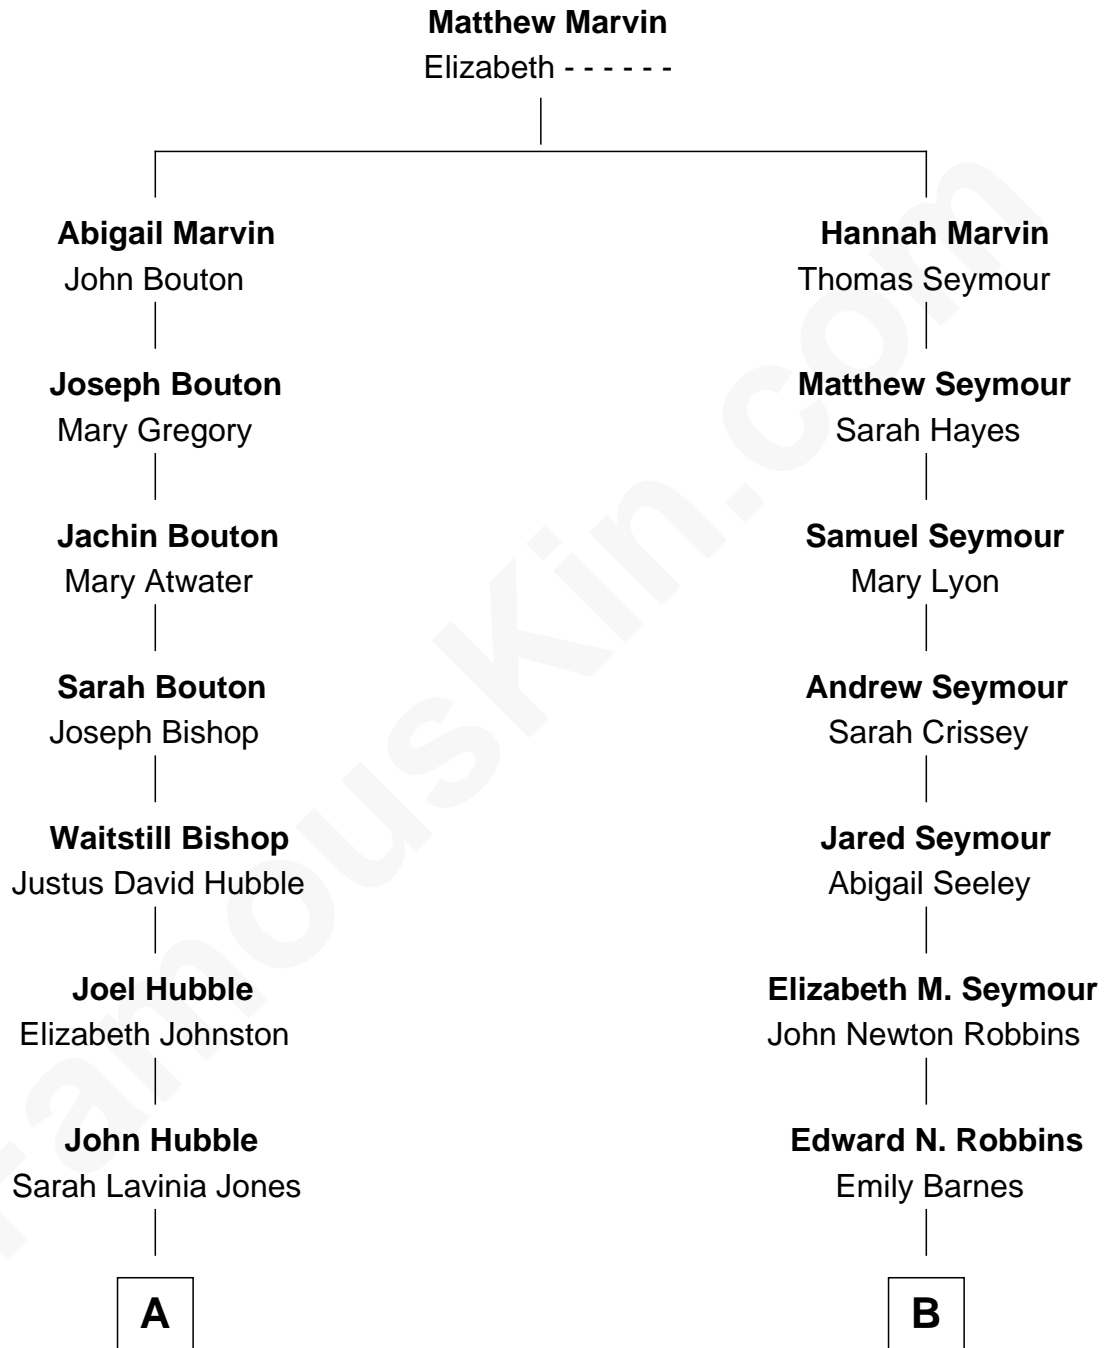 Matthew Marvin
Elizabeth - - - - - -
Abigail Marvin
John Bouton
Hannah Marvin
Thomas Seymour
Joseph Bouton
Mary Gregory
Matthew Seymour
Sarah Hayes
Jachin Bouton
Mary Atwater
Samuel Seymour
Mary Lyon
Sarah Bouton
Joseph Bishop
Andrew Seymour
Sarah Crissey
Waitstill Bishop
Justus David Hubble
Jared Seymour
Abigail Seeley
Joel Hubble
Elizabeth Johnston
Elizabeth M. Seymour
John Newton Robbins
John Hubble
Sarah Lavinia Jones
Edward N. Robbins
Emily Barnes
A
B
FamousKin.com